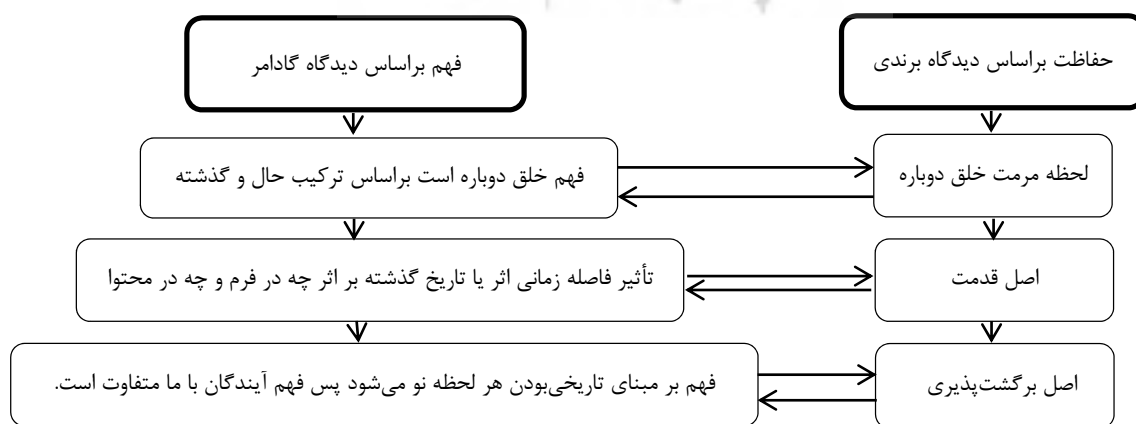 حفاظت براساس دیدگاه برندی
فهم براساس دیدگاه گادامر
لحظه مرمت خلق دوباره
فهم خلق دوباره است براساس ترکیب حال و گذشته
اصل قدمت
تأثیر فاصله زمانی اثر یا تاریخ گذشته بر اثر چه در فرم و چه در محتوا
اصل برگشت‌پذیری
فهم بر مبنای تاریخی‌بودن هر لحظه نو می‌شود پس فهم آیندگان با ما متفاوت است.